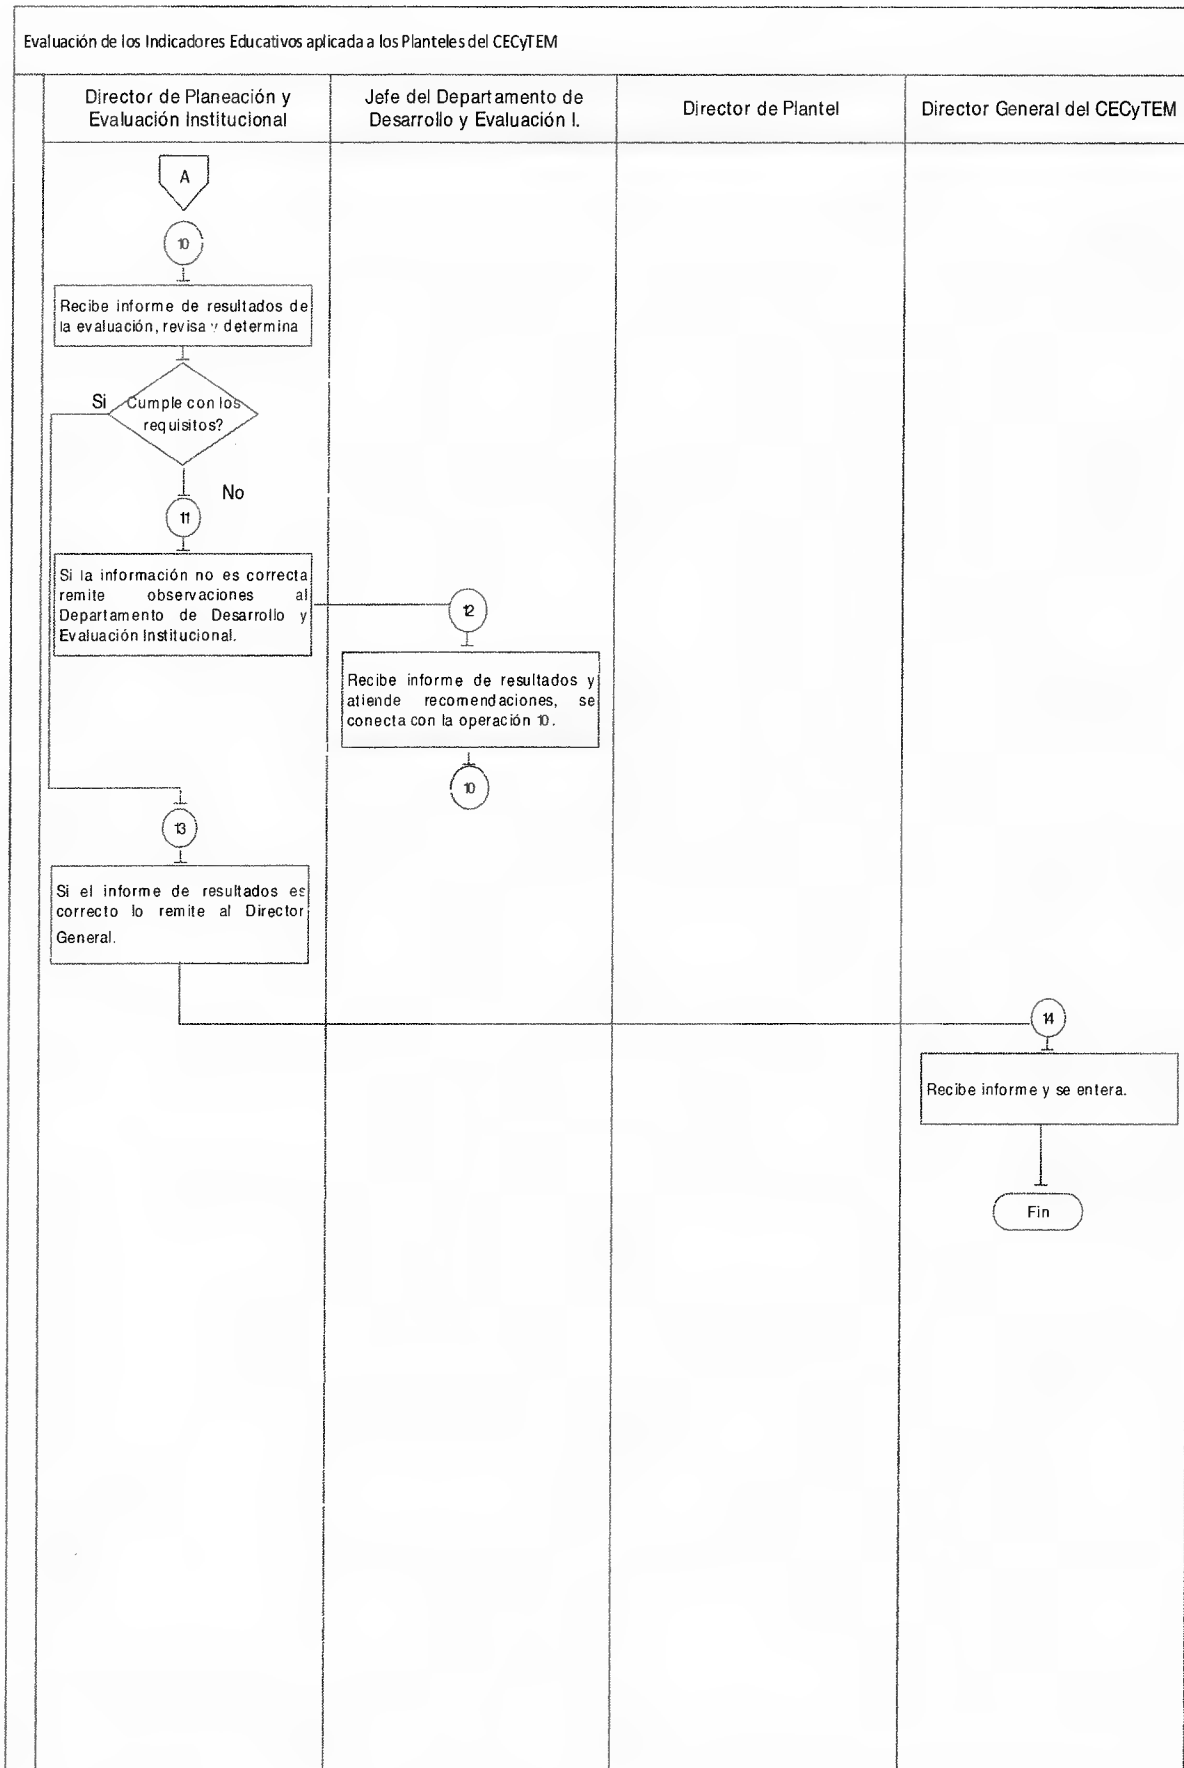 Evaluación de los Indicadores Educativos aplicada a los Planteles del CECyTEM
Director de Planeación y
Evaluación Institucional
Jefe del Departamento de
Desarrollo y Evaluación I.
Director de Plantel
Director General del CECyTEM
A
10
Recibe informe de resultados de
la evaluación, revisa y determina
Si
Cumple con los
requisitos?
No
11
Si la información no es correcta
remite observaciones al
Departamento de Desarrollo y
Evaluación Institucional.
12
Recibe informe de resultados y
atiende recomendaciones, se
conecta con la operación 10.
10
13
Si el informe de resultados es
correcto lo remite al Director
General.
14
Recibe informe y se entera.
Fin